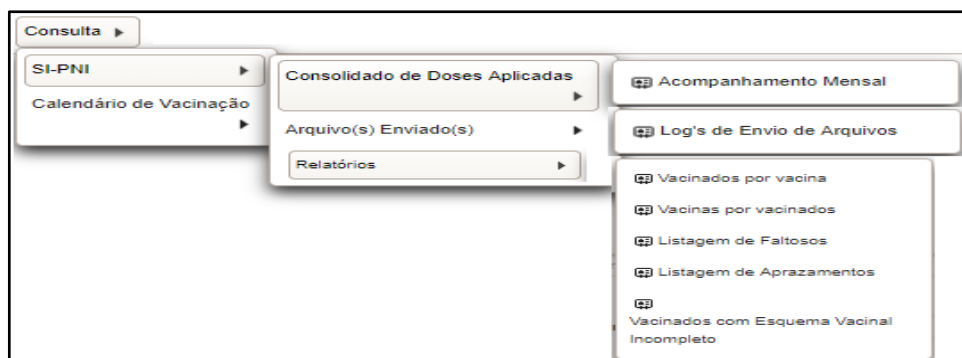 Consulta
SI-PNI
Calendário de Vacinação
Consolidado de Doses Aplicadas
Arquivo(s) Enviado(s)
Relatórios
Acompanhamento Mensal
Log's de Envio de Arquivos
Vacinados por vacina
Vacinas por vacinados
Listagem de Faltosos
Listagem de Aprazamentos
Vacinados com Esquema Vacinal
Incompleto